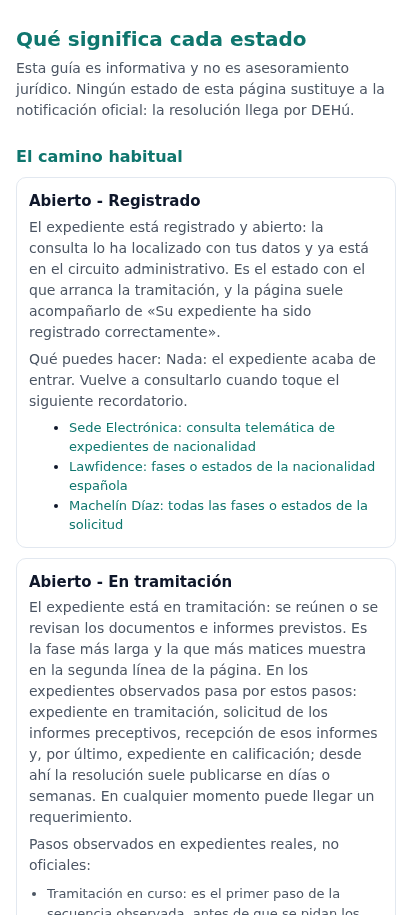 Qué significa cada estado
Esta guía es informativa y no es asesoramiento
jurídico. Ningún estado de esta página sustituye a la
notificación oficial: la resolución llega por DEHú.
El camino habitual
Abierto - Registrado
El expediente está registrado y abierto: la
consulta lo ha localizado con tus datos y ya está
en el circuito administrativo. Es el estado con el
que arranca la tramitación, y la página suele
acompañarlo de «Su expediente ha sido
registrado correctamente».
Qué puedes hacer: Nada: el expediente acaba de
entrar. Vuelve a consultarlo cuando toque el
siguiente recordatorio.
• Sede Electrónica: consulta telemática de
expedientes de nacionalidad
• Lawfidence: fases o estados de la nacionalidad
española
• Machelín Díaz: todas las fases o estados de la
solicitud
Abierto - En tramitación
El expediente está en tramitación: se reúnen o se
revisan los documentos e informes previstos. Es
la fase más larga y la que más matices muestra
en la segunda línea de la página. En los
expedientes observados pasa por estos pasos:
expediente en tramitación, solicitud de los
informes preceptivos, recepción de esos informes
y, por último, expediente en calificación; desde
ahí la resolución suele publicarse en días o
semanas. En cualquier momento puede llegar un
requerimiento.
Pasos observados en expedientes reales, no
oficiales:
• Tramitación en curso: es el primer paso de la
secuencia observada, antes de que se pidan los